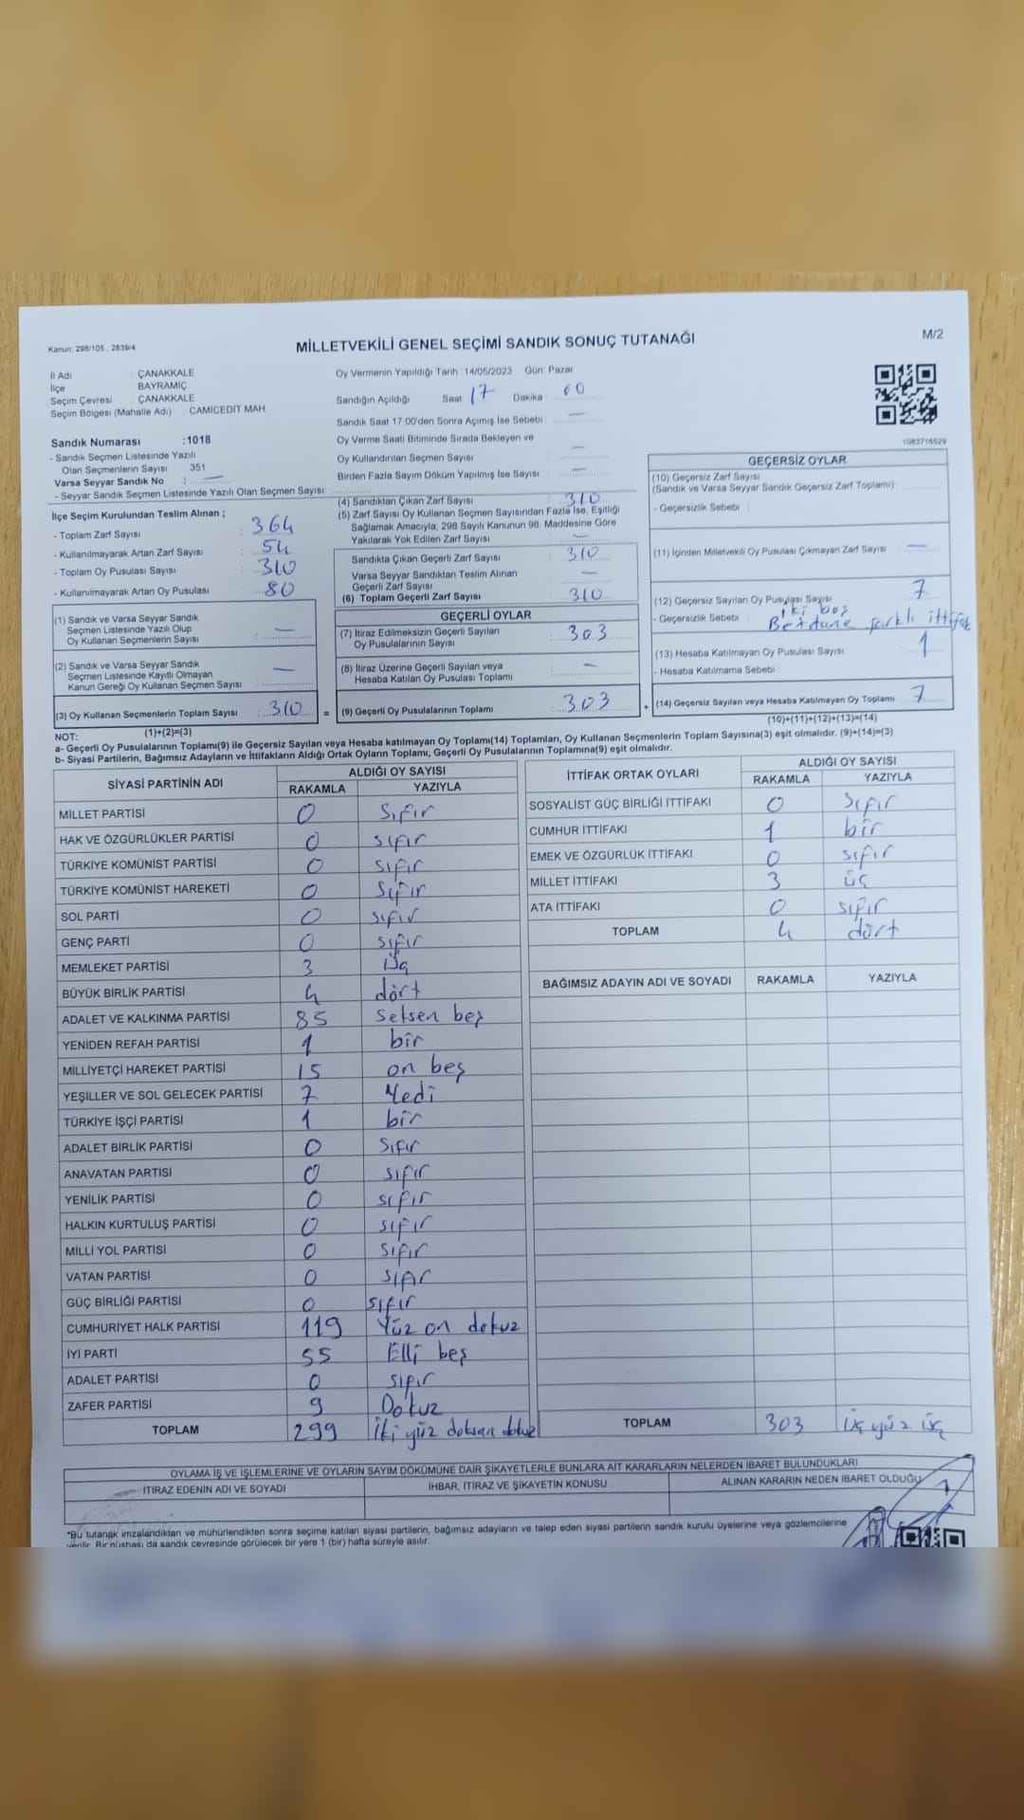 Kanun: 298/105 , 2839/4
MİLLETVEKİLİ GENEL SEÇİMİ SANDIK SONUÇ TUTANAĞI
M/2
İl Adı : ÇANAKKALE
İlçe : BAYRAMİÇ
Seçim Çevresi : ÇANAKKALE
Seçim Bölgesi (Mahalle Adı) : CAMİCEDİT MAH.
Sandık Numarası :1018
- Sandık Seçmen Listesinde Yazılı
Olan Seçmenlerin Sayısı : 351
Varsa Seyyar Sandık No : —
- Seyyar Sandık Seçmen Listesinde Yazılı Olan Seçmen Sayısı
İlçe Seçim Kurulundan Teslim Alınan ;
- Toplam Zarf Sayısı : 364
- Kullanılmayarak Artan Zarf Sayısı : 54
- Toplam Oy Pusulası Sayısı : 310
- Kullanılmayarak Artan Oy Pusulası : 80
(1) Sandık ve Varsa Seyyar Sandık
Seçmen Listesinde Yazılı Olup
Oy Kullanan Seçmenlerin Sayısı : —
(2) Sandık ve Varsa Seyyar Sandık
Seçmen Listesinde Kayıtlı Olmayan
Kanun Gereği Oy Kullanan Seçmen Sayısı : —
(3) Oy Kullanan Seçmenlerin Toplam Sayısı : 310
(1)+(2)=(3)
Oy Vermenin Yapıldığı Tarih : 14/05/2023 Gün: Pazar
Sandığın Açıldığı Saat : 17 Dakika : 00
Sandık Saat 17:00'den Sonra Açımış İse Sebebi : —
Oy Verme Saati Bitiminde Sırada Bekleyen ve
Oy Kullandırılan Seçmen Sayısı : —
Birden Fazla Sayım Döküm Yapılmış İse Sayısı : —
(4) Sandıktan Çıkan Zarf Sayısı : 310
(5) Zarf Sayısı Oy Kullanan Seçmen Sayısından Fazla İse, Eşitliği
Sağlamak Amacıyla, 298 Sayılı Kanunun 98. Maddesine Göre
Yakılarak Yok Edilen Zarf Sayısı : —
Sandıkta Çıkan Geçerli Zarf Sayısı : 310
Varsa Seyyar Sandıktan Teslim Alınan
Geçerli Zarf Sayısı : —
(6) Toplam Geçerli Zarf Sayısı : 310
GEÇERLİ OYLAR
(7) İtiraz Edilmeksizin Geçerli Sayılan
Oy Pusulalarının Sayısı : 303
(8) İtiraz Üzerine Geçerli Sayılan veya
Hesaba Katılan Oy Pusulası Toplamı : —
= (9) Geçerli Oy Pusulalarının Toplamı : 303
1983716529
GEÇERSİZ OYLAR
(10) Geçersiz Zarf Sayısı
(Sandık ve Varsa Seyyar Sandık Geçersiz Zarf Toplamı) :
- Geçersizlik Sebebi :
(11) İçinden Milletvekili Oy Pusulası Çıkmayan Zarf Sayısı : —
(12) Geçersiz Sayılan Oy Pusulası Sayısı : 7
İki boş
- Geçersizlik Sebebi : farklı ittifak
(13) Hesaba Katılmayan Oy Pusulası Sayısı : 1
- Hesaba Katılmama Sebebi :
+ (14) Geçersiz Sayılan veya Hesaba Katılmayan Oy Toplamı : 7
(10)+(11)+(12)+(13)=(14)
NOT:
a- Geçerli Oy Pusulalarının Toplamı(9) ile Geçersiz Sayılan veya Hesaba katılmayan Oy Toplamı(14) Toplamları, Oy Kullanan Seçmenlerin Toplam Sayısına(3) eşit olmalıdır. (9)+(14)=(3)
b- Siyasi Partilerin, Bağımsız Adayların ve İttifakların Aldığı Ortak Oyların Toplamı, Geçerli Oy Pusulalarının Toplamına(9) eşit olmalıdır.
SİYASİ PARTİNİN ADI ALDIĞI OY SAYISI
RAKAMLA YAZIYLA
MİLLET PARTİSİ 0 sıfır
HAK VE ÖZGÜRLÜKLER PARTİSİ 0 sıfır
TÜRKİYE KOMÜNİST PARTİSİ 0 sıfır
TÜRKİYE KOMÜNİST HAREKETİ 0 sıfır
SOL PARTİ 0 sıfır
GENÇ PARTİ 0 sıfır
MEMLEKET PARTİSİ 3 üç
BÜYÜK BİRLİK PARTİSİ 4 dört
ADALET VE KALKINMA PARTİSİ 85 seksen beş
YENİDEN REFAH PARTİSİ 1 bir
MİLLİYETÇİ HAREKET PARTİSİ 15 on beş
YEŞİLLER VE SOL GELECEK PARTİSİ 7 Yedi
TÜRKİYE İŞÇİ PARTİSİ 1 bir
ADALET BİRLİK PARTİSİ 0 sıfır
ANAVATAN PARTİSİ 0 sıfır
YENİLİK PARTİSİ 0 sıfır
HALKIN KURTULUŞ PARTİSİ 0 sıfır
MİLLİ YOL PARTİSİ 0 sıfır
VATAN PARTİSİ 0 sıfır
GÜÇ BİRLİĞİ PARTİSİ 0 sıfır
CUMHURİYET HALK PARTİSİ 119 Yüz on dokuz
İYİ PARTİ 55 Elli beş
ADALET PARTİSİ 0 sıfır
ZAFER PARTİSİ 9 Dokuz
TOPLAM 299 İki yüz doksan dokuz
İTTİFAK ORTAK OYLARI ALDIĞI OY SAYISI
RAKAMLA YAZIYLA
SOSYALİST GÜÇ BİRLİĞİ İTTİFAKI 0 sıfır
CUMHUR İTTİFAKI 1 bir
EMEK VE ÖZGÜRLÜK İTTİFAKI 0 sıfır
MİLLET İTTİFAKI 3 üç
ATA İTTİFAKI 0 sıfır
TOPLAM 4 dört
BAĞIMSIZ ADAYIN ADI VE SOYADI RAKAMLA YAZIYLA
TOPLAM 303 üç yüz üç
OYLAMA İŞ VE İŞLEMLERİNE VE OYLARIN SAYIM DÖKÜMÜNE DAİR ŞİKAYETLERLE BUNLARA AİT KARARLARIN NELERDEN İBARET BULUNDUKLARI
İTİRAZ EDENİN ADI VE SOYADI İHBAR, İTİRAZ VE ŞİKAYETİN KONUSU ALINAN KARARIN NEDEN İBARET OLDUĞU
"Bu tutanak imzalandıktan ve mühürlendikten sonra seçime katılan siyasi partilerin, bağımsız adayların ve talep eden siyasi partilerin sandık kurulu üyelerine veya gözlemcilerine
verilir. Bir nüshası da sandık çevresinde görülecek bir yere 1 (bir) hafta süreyle asılır.